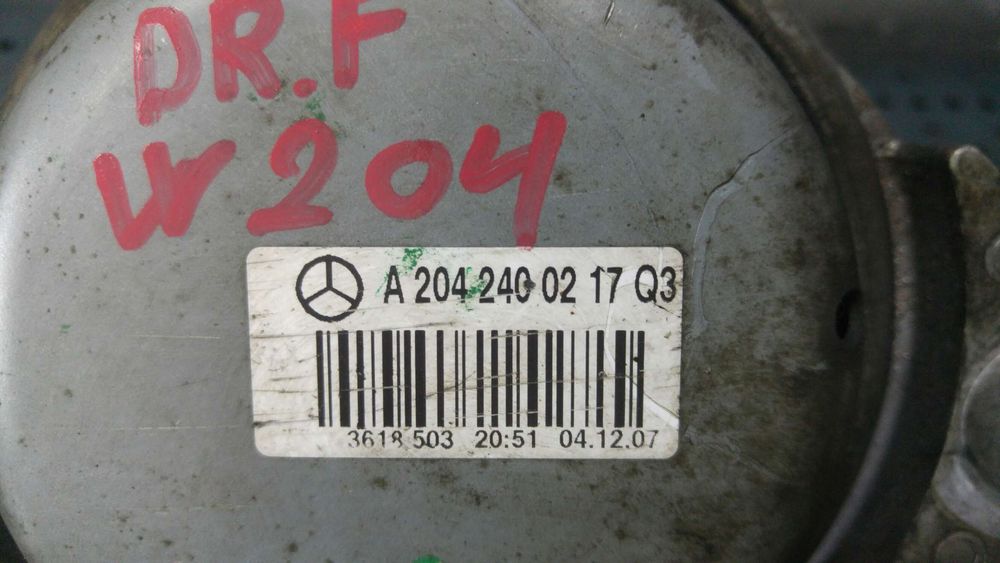 DR.F
W204
A 204 240 02 17 Q3
3618 503 20:51 04.12.07